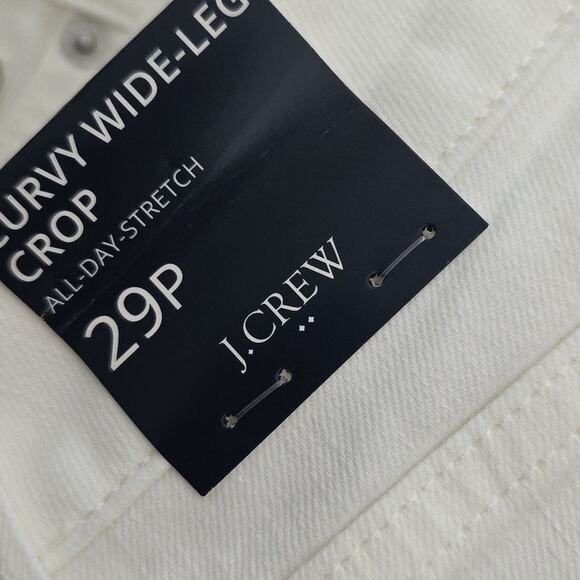 CURVY WIDE-LEG
CROP
ALL-DAY-STRETCH
29P
J.CREW